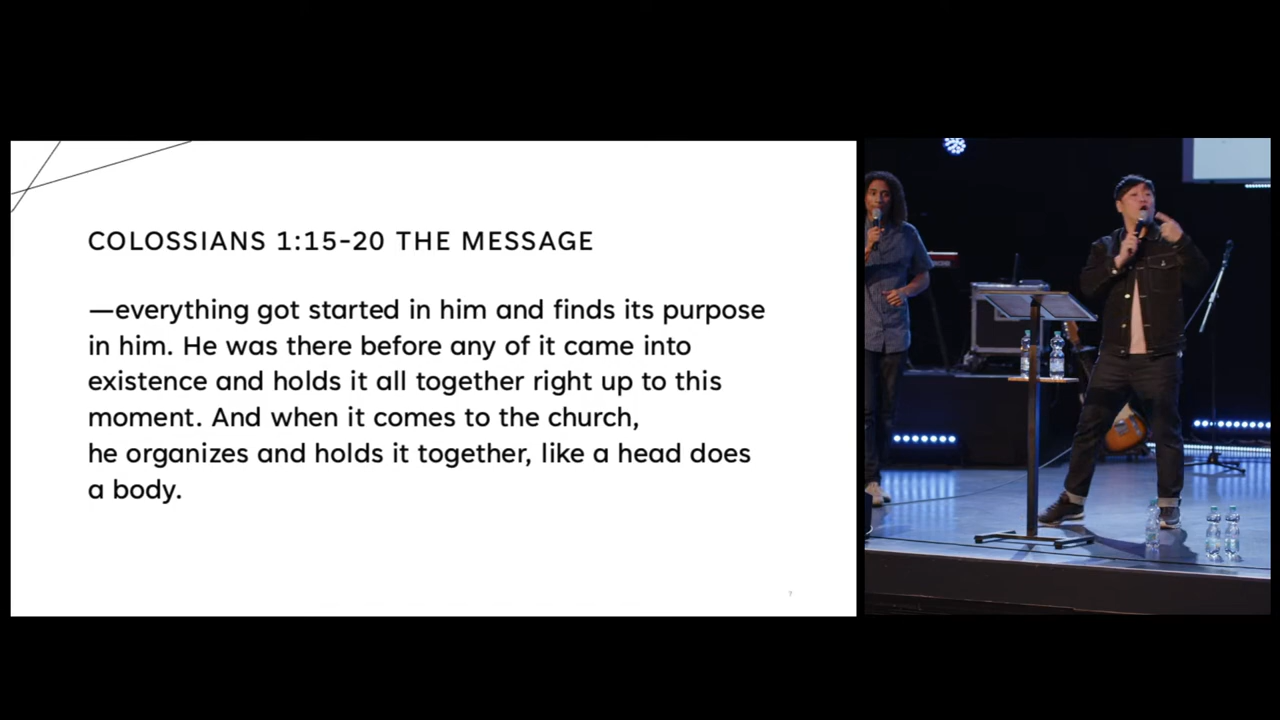 COLOSSIANS 1:15-20 THE MESSAGE
—everything got started in him and finds its purpose
in him. He was there before any of it came into
existence and holds it all together right up to this
moment. And when it comes to the church,
he organizes and holds it together, like a head does
a body.
7